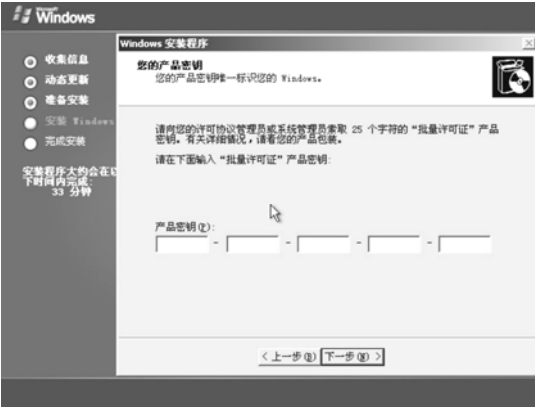 Microsoft
Windows
收集信息
动态更新
准备安装
安装 Windows
完成安装
安装程序大约会在以
下时间内完成:
33 分钟
Windows 安装程序
您的产品密钥
您的产品密钥唯一标识您的 Windows。
请向您的许可协议管理员或系统管理员索取 25 个字符的“批量许可证”产品
密钥。有关详细情况，请看您的产品包装。
请在下面输入“批量许可证”产品密钥:
产品密钥(P):
- - - -
< 上一步(B) 下一步(N) >